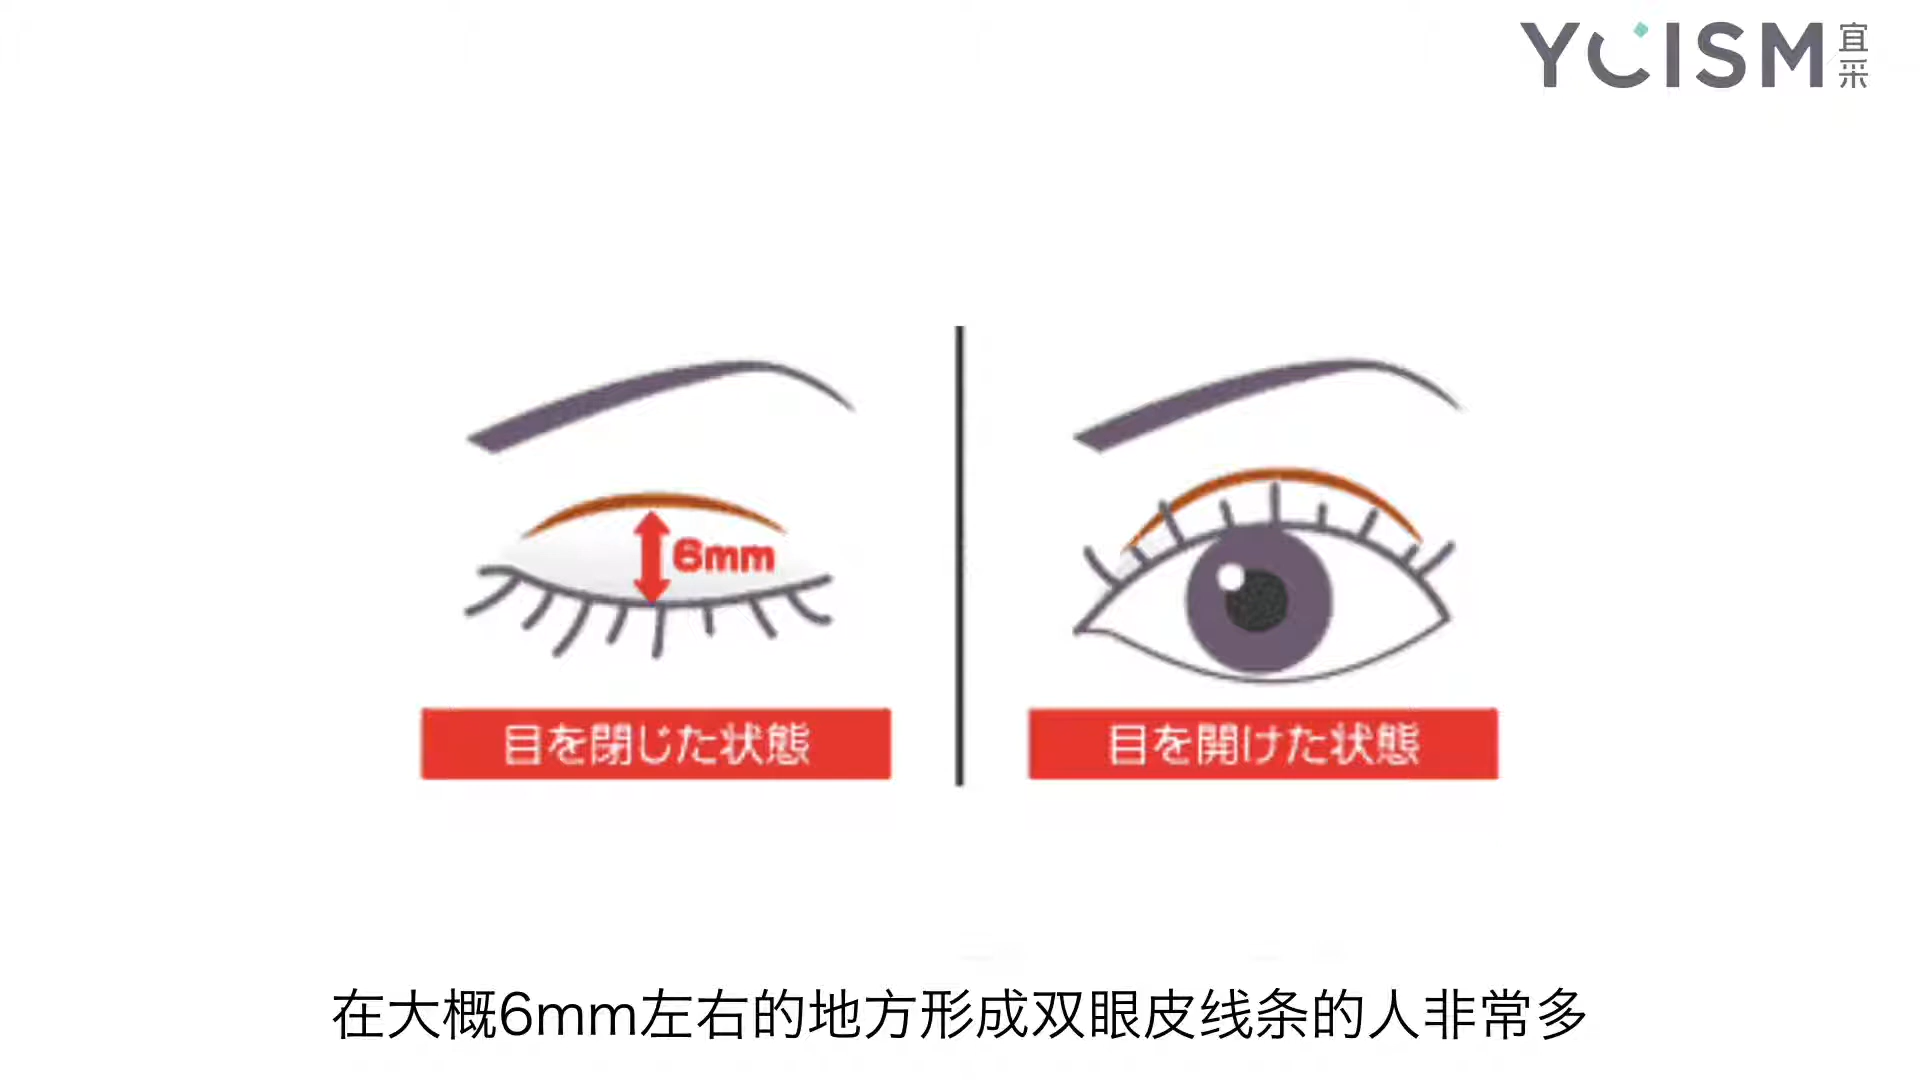 YCISM 宜采
6mm
目を閉じた状態
目を開けた状態
在大概6mm左右的地方形成双眼皮线条的人非常多